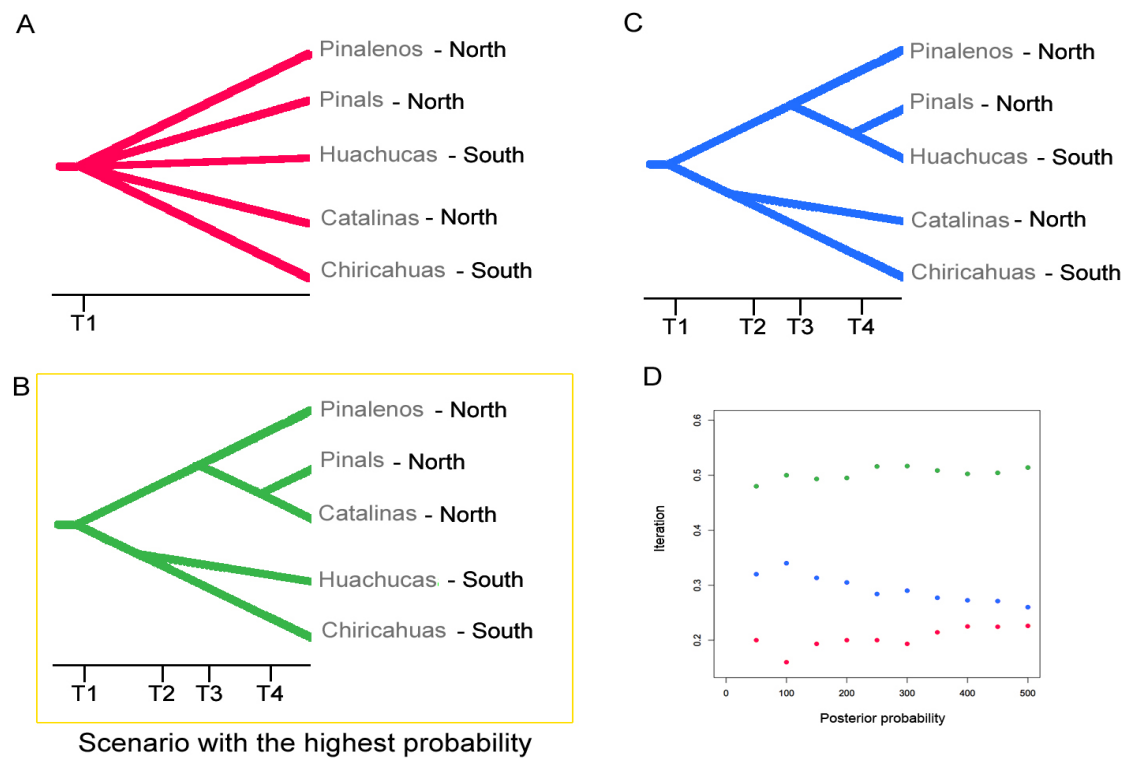 A
Pinalenos - North
Pinals - North
Huachucas - South
Catalinas - North
Chiricahuas - South
T1
B
Pinalenos - North
Pinals - North
Catalinas - North
Huachucas - South
Chiricahuas - South
T1 T2 T3 T4
Scenario with the highest probability
C
Pinalenos - North
Pinals - North
Huachucas - South
Catalinas - North
Chiricahuas - South
T1 T2 T3 T4
D
Iteration
0.6
0.5
0.4
0.3
0.2
0 100 200 300 400 500
Posterior probability